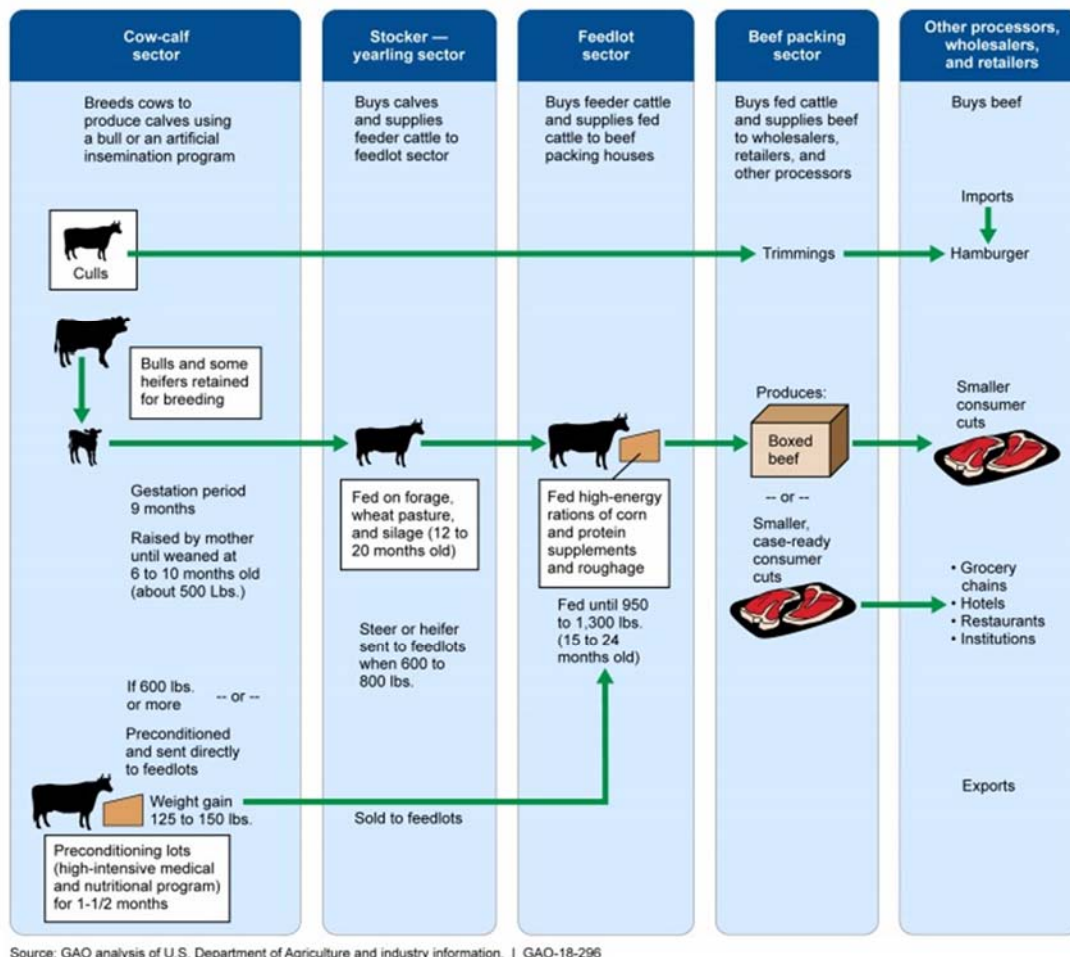 Cow-calf
sector
Stocker —
yearling sector
Feedlot
sector
Beef packing
sector
Other processors,
wholesalers,
and retailers
Breeds cows to
produce calves using
a bull or an artificial
insemination program
Buys calves
and supplies
feeder cattle to
feedlot sector
Buys feeder cattle
and supplies fed
cattle to beef
packing houses
Buys fed cattle
and supplies beef
to wholesalers,
retailers, and
other processors
Buys beef
Imports
Culls
Trimmings
Hamburger
Bulls and some
heifers retained
for breeding
Gestation period
9 months
Raised by mother
until weaned at
6 to 10 months old
(about 500 Lbs.)
If 600 lbs.
or more
-- or --
Preconditioned
and sent directly
to feedlots
Weight gain
125 to 150 lbs.
Preconditioning lots
(high-intensive medical
and nutritional program)
for 1-1/2 months
Fed on forage,
wheat pasture,
and silage (12 to
20 months old)
Steer or heifer
sent to feedlots
when 600 to
800 lbs.
Sold to feedlots
Fed high-energy
rations of corn
and protein
supplements
and roughage
Fed until 950
to 1,300 lbs.
(15 to 24
months old)
Produces:
Boxed
beef
-- or --
Smaller,
case-ready
consumer
cuts
Smaller
consumer
cuts
• Grocery
chains
• Hotels
• Restaurants
• Institutions
Exports
Source: GAO analysis of U.S. Department of Agriculture and industry information. | GAO-18-296